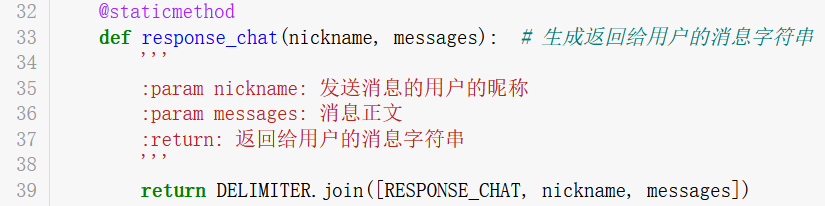 32 @staticmethod
33 def response_chat(nickname, messages):  # 生成返回给用户的消息字符串
34 '''
35 :param nickname: 发送消息的用户的昵称
36 :param messages: 消息正文
37 :return: 返回给用户的消息字符串
38 '''
39 return DELIMITER.join([RESPONSE_CHAT, nickname, messages])